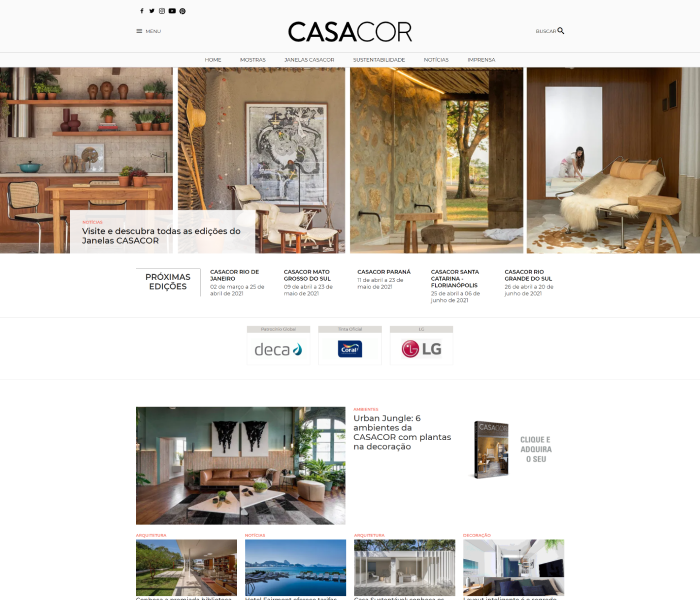 MENU
CASACOR
BUSCAR
HOME
MOSTRAS
JANELAS CASACOR
SUSTENTABILIDADE
NOTÍCIAS
IMPRENSA
NOTÍCIAS
Visite e descubra todas as edições do
Janelas CASACOR
PRÓXIMAS
EDIÇÕES
CASACOR RIO DE
JANEIRO
02 de março a 25 de
abril de 2021
CASACOR MATO
GROSSO DO SUL
09 de abril a 23 de
maio de 2021
CASACOR PARANÁ
11 de abril a 23 de
maio de 2021
CASACOR SANTA
CATARINA -
FLORIANÓPOLIS
25 de abril a 06 de
junho de 2021
CASACOR RIO
GRANDE DO SUL
26 de abril a 20 de
junho de 2021
Patrocínio Global
deca
Tinta Oficial
Coral
LG
LG
AMBIENTES
Urban Jungle: 6
ambientes da
CASACOR com plantas
na decoração
CASACOR
CLIQUE E
ADQUIRA
O SEU
ARQUITETURA
NOTÍCIAS
ARQUITETURA
DECORAÇÃO